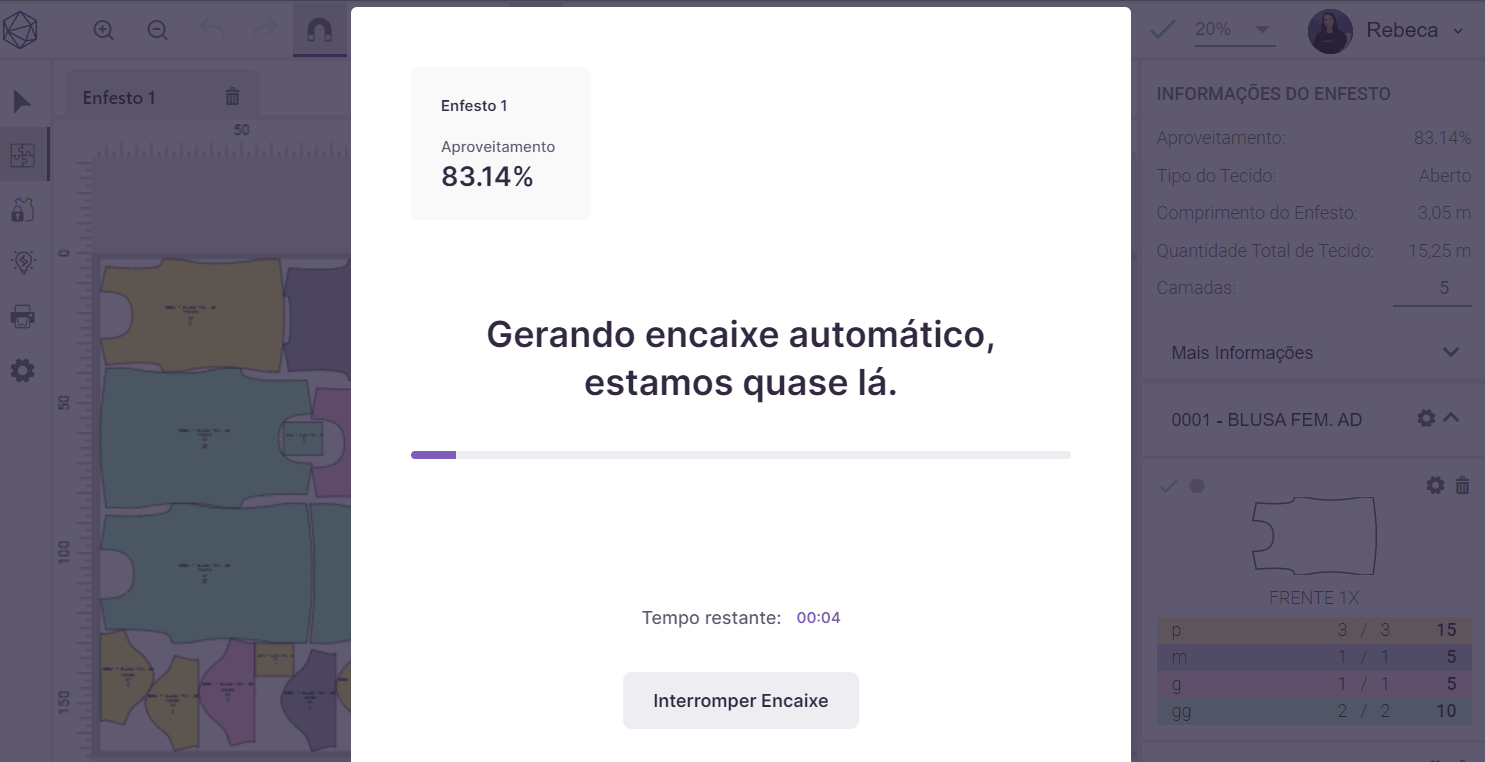 20%
Rebeca
Enfesto 1
50
0
50
100
150
Enfesto 1
Aproveitamento
83.14%
Gerando encaixe automático,
estamos quase lá.
Tempo restante: 00:04
Interromper Encaixe
INFORMAÇÕES DO ENFESTO
Aproveitamento: 83.14%
Tipo do Tecido: Aberto
Comprimento do Enfesto: 3,05 m
Quantidade Total de Tecido: 15,25 m
Camadas: 5
Mais Informações
0001 - BLUSA FEM. AD
FRENTE 1X
p 3 / 3 15
m 1 / 1 5
g 1 / 1 5
gg 2 / 2 10